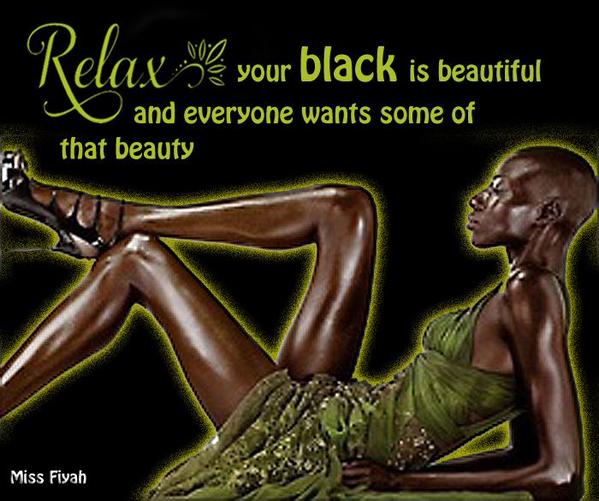 Relax your black is beautiful
and everyone wants some of
that beauty
Miss Fiyah